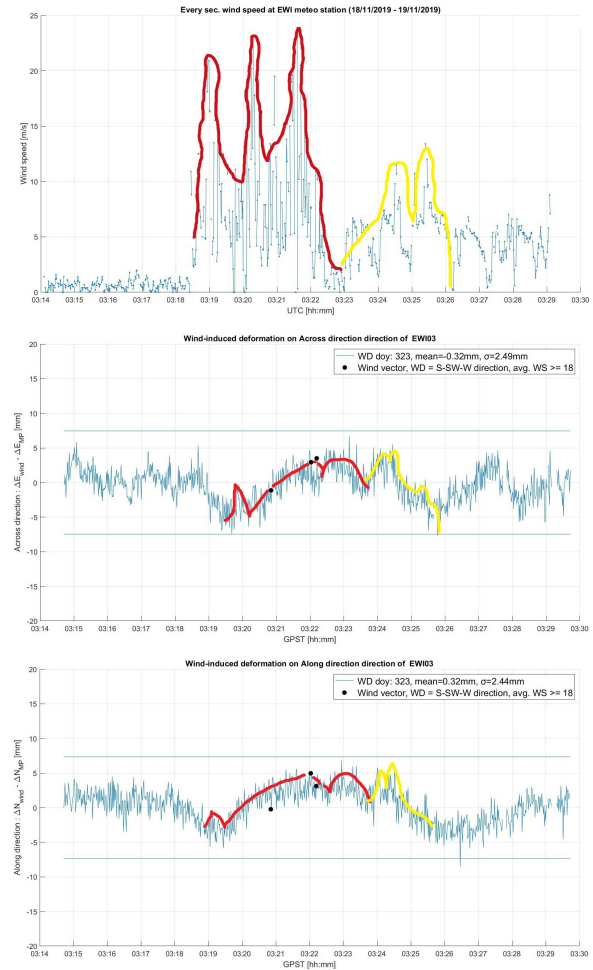 Every sec. wind speed at EWI meteo station (18/11/2019 - 19/11/2019)
Wind speed [m/s]
25
20
15
10
5
0
03:14 03:15 03:16 03:17 03:18 03:19 03:20 03:21 03:22 03:23 03:24 03:25 03:26 03:27 03:28 03:29 03:30
UTC [hh:mm]
Wind-induced deformation on Across direction direction of EWI03
WD doy: 323, mean=-0.32mm, σ=2.49mm
Wind vector, WD = S-SW-W direction, avg. WS >= 18
Across direction : ΔE_wind - ΔE_MP [mm]
20
15
10
5
0
-5
-10
-15
-20
03:14 03:15 03:16 03:17 03:18 03:19 03:20 03:21 03:22 03:23 03:24 03:25 03:26 03:27 03:28 03:29 03:30
GPST [hh:mm]
Wind-induced deformation on Along direction direction of EWI03
WD doy: 323, mean=0.32mm, σ=2.44mm
Wind vector, WD = S-SW-W direction, avg. WS >= 18
Along direction : ΔN_wind - ΔN_MP [mm]
20
15
10
5
0
-5
-10
-15
-20
03:14 03:15 03:16 03:17 03:18 03:19 03:20 03:21 03:22 03:23 03:24 03:25 03:26 03:27 03:28 03:29 03:30
GPST [hh:mm]